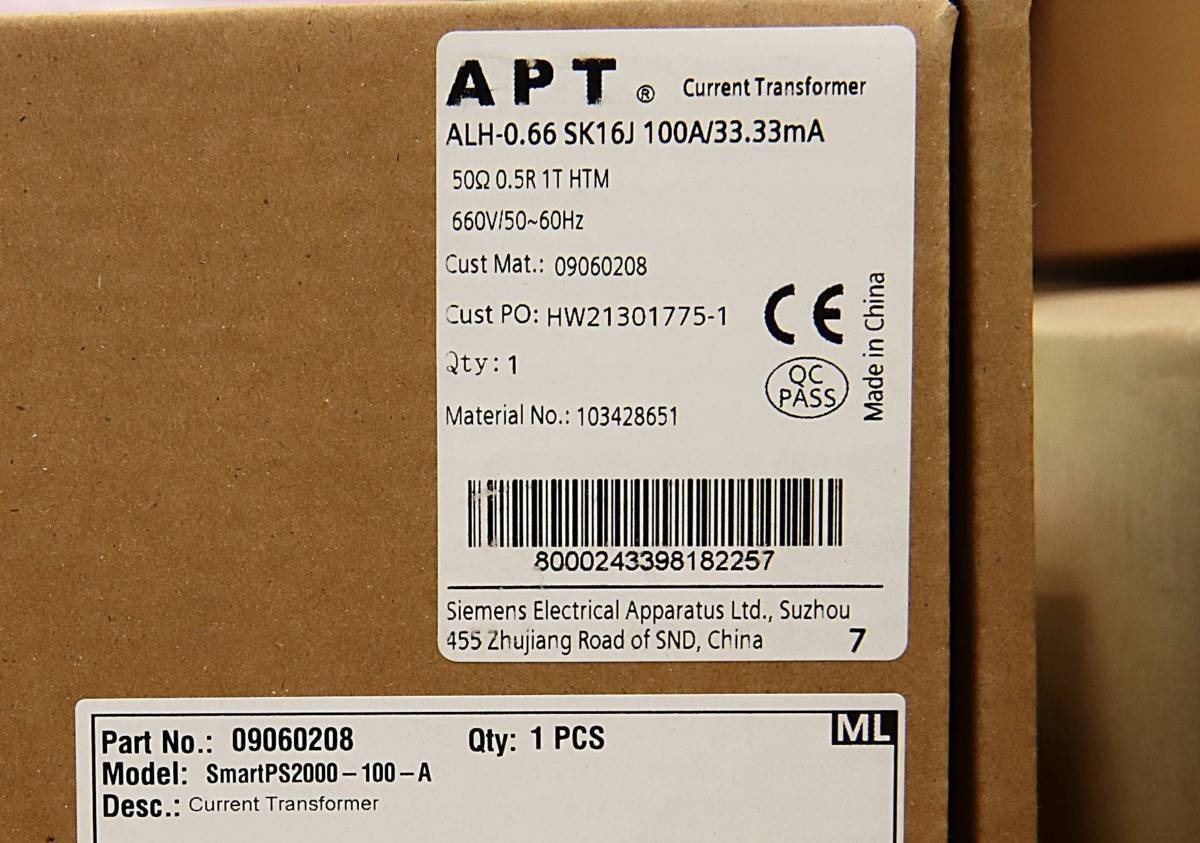 APT ® Current Transformer
ALH-0.66 SK16J 100A/33.33mA
50Ω 0.5R 1T HTM
660V/50~60Hz
Cust Mat.: 09060208
Cust PO: HW21301775-1
CE
Made in China
Qty: 1
QC
PASS
Material No.: 103428651
8000243398182257
Siemens Electrical Apparatus Ltd., Suzhou
455 Zhujiang Road of SND, China 7
Part No.: 09060208 Qty: 1 PCS ML
Model: SmartPS2000-100-A
Desc.: Current Transformer